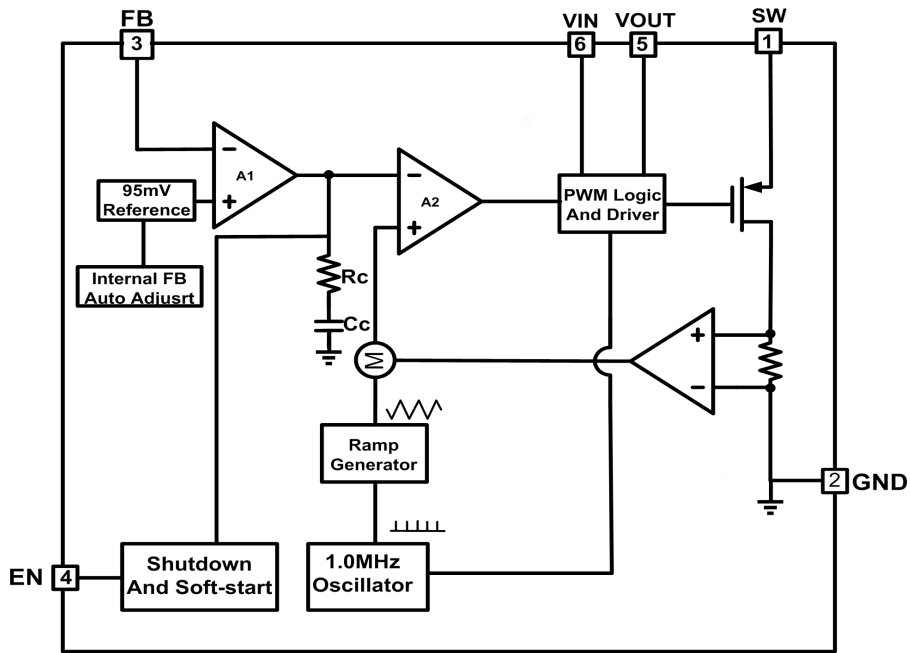 FB
VIN
VOUT
SW
3
6
5
1
−
A1
+
95mV
Reference
Internal FB
Auto Adjusrt
−
A2
+
PWM Logic
And Driver
Rc
Cc
M
+
−
Ramp
Generator
2
GND
EN
4
Shutdown
And Soft-start
1.0MHz
Oscillator